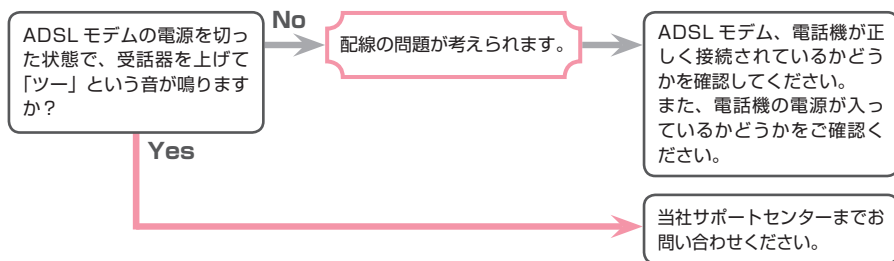 ADSL モデムの電源を切っ
た状態で、受話器を上げて
「ツー」という音が鳴ります
か？
No
配線の問題が考えられます。
ADSL モデム、電話機が正
しく接続されているかどう
かを確認してください。
また、電話機の電源が入っ
ているかどうかをご確認く
ださい。
Yes
当社サポートセンターまでお
問い合わせください。